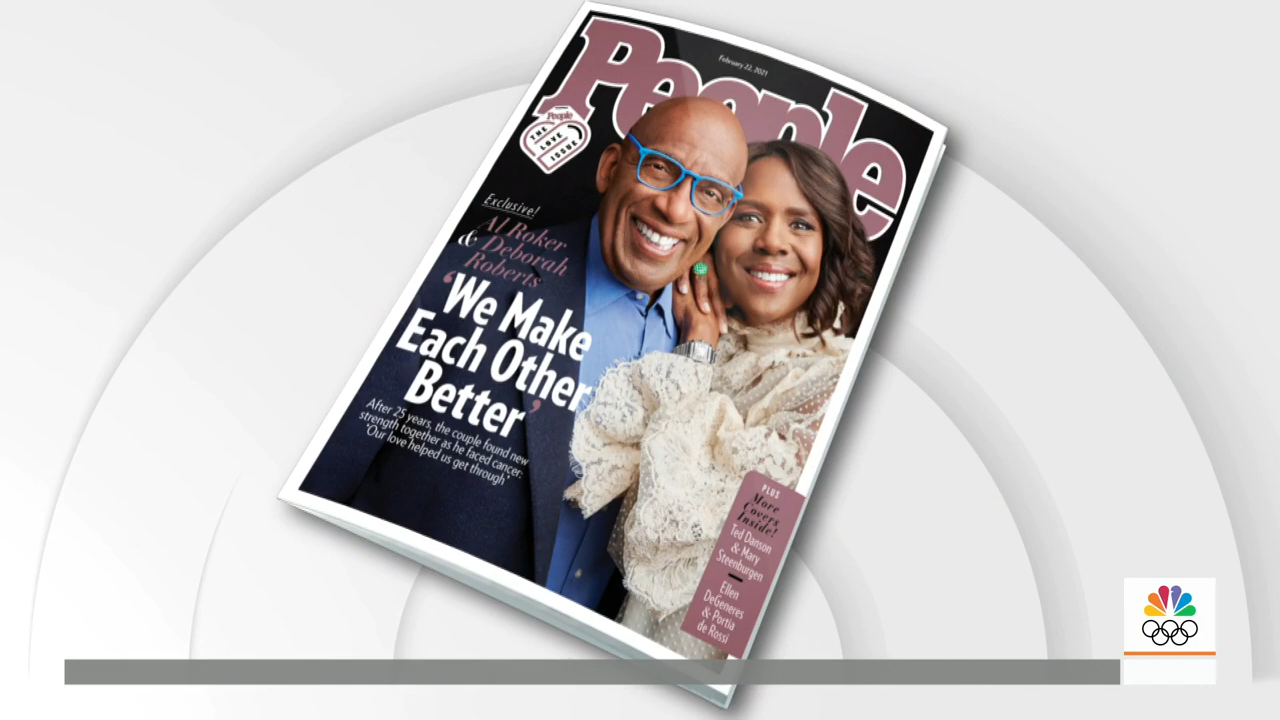 People
February 22, 2021
People
THE
LOVE
ISSUE
Exclusive!
Al Roker
& Deborah
Roberts
'We Make
Each Other
Better'
After 25 years, the couple found new
strength together as he faced cancer:
'Our love helped us get through'
PLUS
More
Covers
Inside!
Ted Danson
& Mary
Steenburgen
Ellen
DeGeneres
& Portia
de Rossi